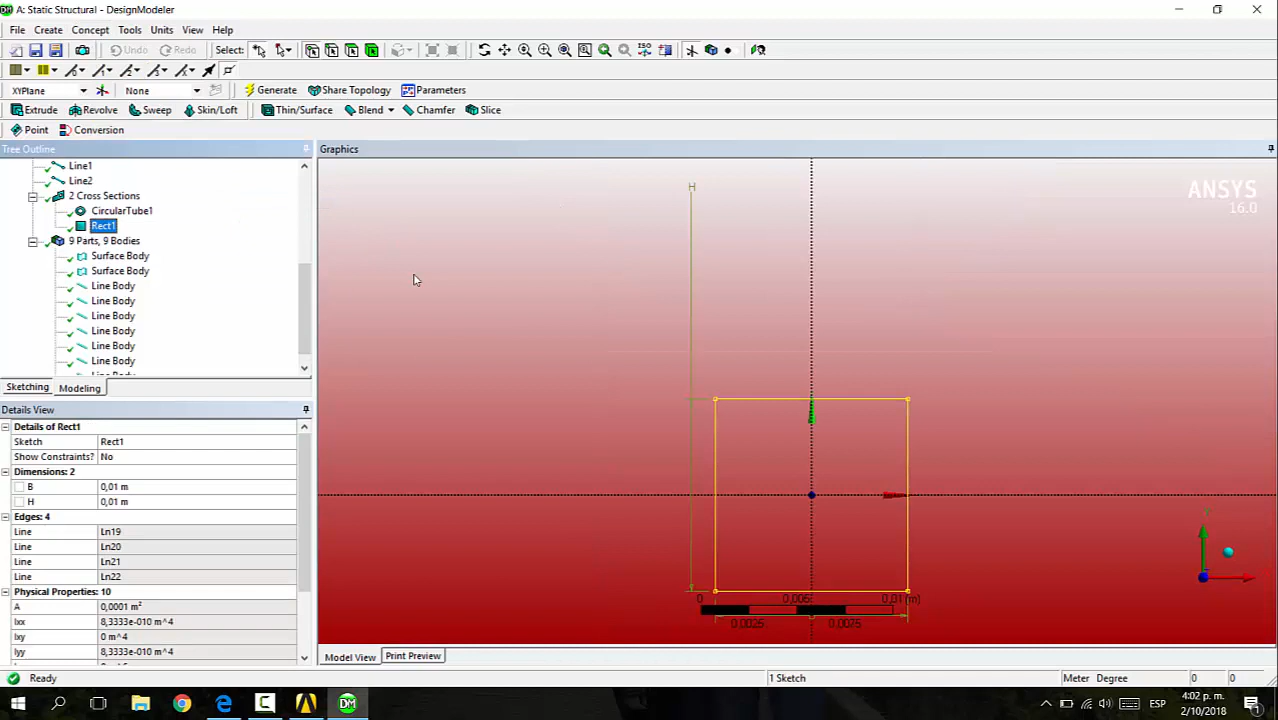 A: Static Structural - DesignModeler
File Create Concept Tools Units View Help
Undo Redo Select:
XYPlane None Generate Share Topology Parameters
Extrude Revolve Sweep Skin/Loft Thin/Surface Blend Chamfer Slice
Point Conversion
Tree Outline
Line1
Line2
2 Cross Sections
CircularTube1
Rect1
9 Parts, 9 Bodies
Surface Body
Surface Body
Line Body
Line Body
Line Body
Line Body
Line Body
Line Body
Sketching Modeling
Details View
Details of Rect1
Sketch Rect1
Show Constraints? No
Dimensions: 2
B 0,01 m
H 0,01 m
Edges: 4
Line Ln19
Line Ln20
Line Ln21
Line Ln22
Physical Properties: 10
A 0,0001 m²
Ixx 8,3333e-010 m^4
Ixy 0 m^4
Iyy 8,3333e-010 m^4
Graphics
H
ANSYS
16.0
0 0,005 0,01 (m)
0,0025 0,0075
Model View Print Preview
Ready 1 Sketch Meter Degree 0 0
ESP
4:02 p. m.
2/10/2018